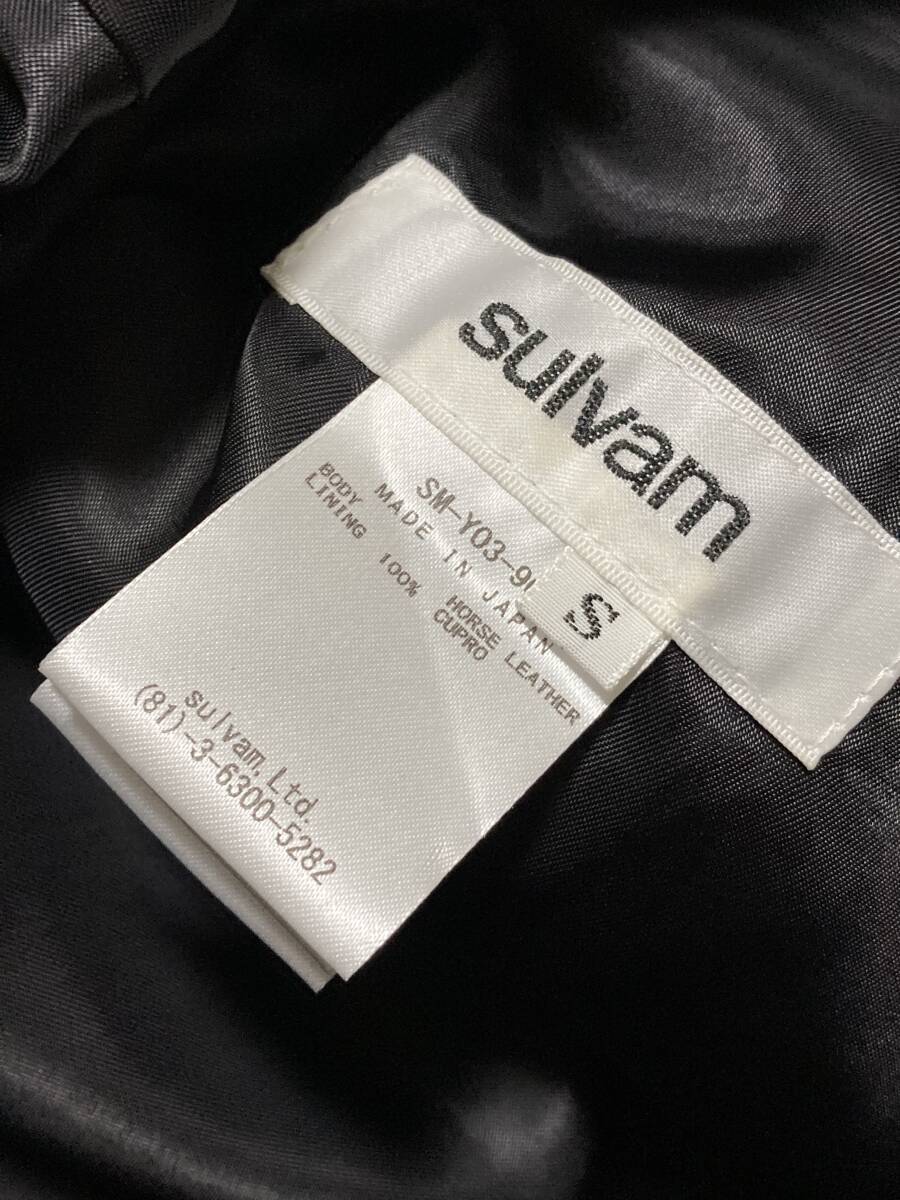 sulvam
S
SM-Y03-9
MADE IN JAPAN
BODY HORSE LEATHER
LINING 100% CUPRO
sulvam,Ltd.
(81)-3-6300-5282